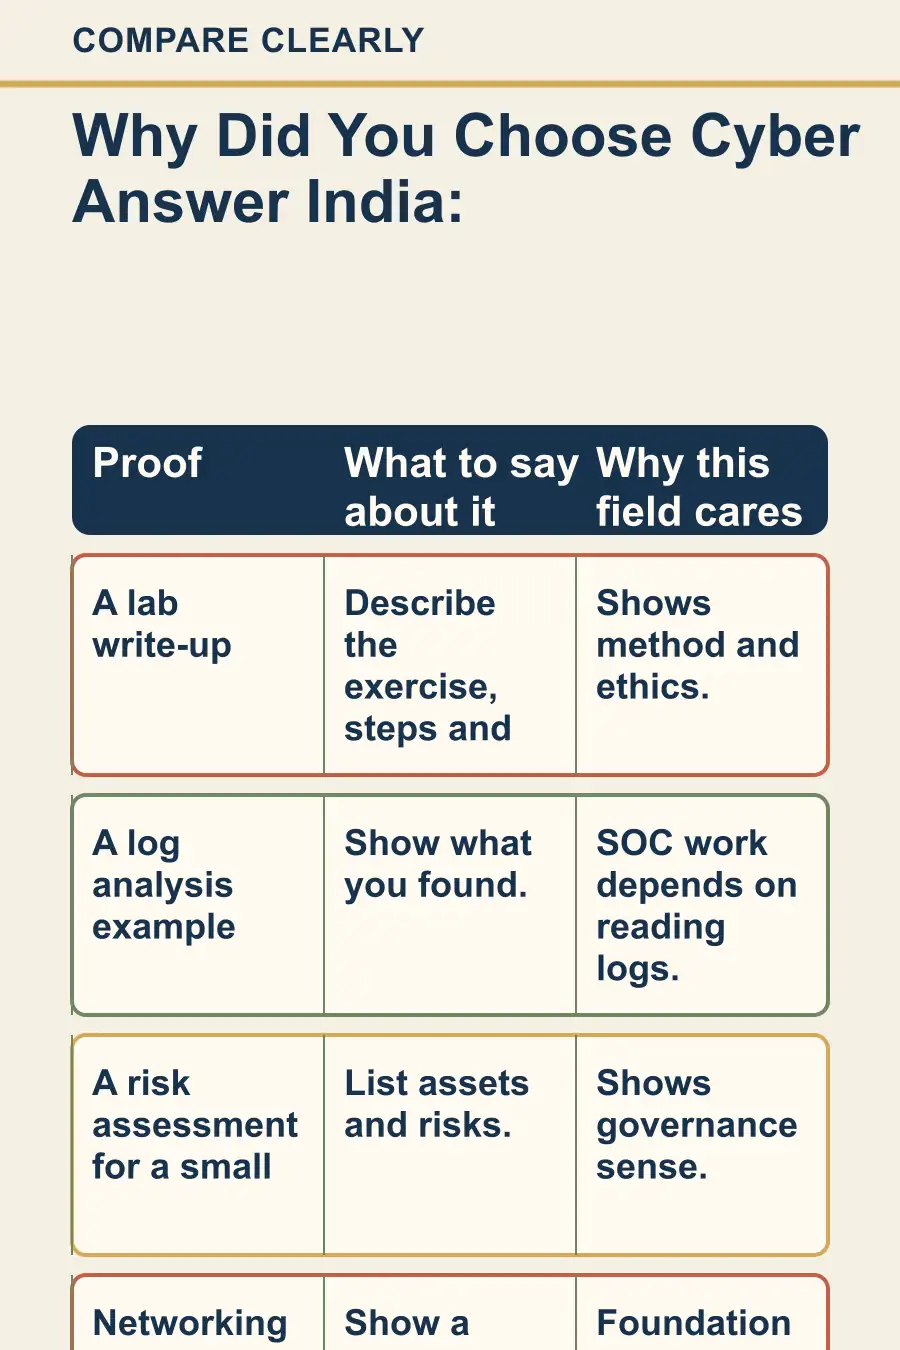 COMPARE CLEARLY
Why Did You Choose Cyber
Answer India:
Proof
What to say
about it
Why this
field cares
A lab
write-up
Describe
the
exercise,
steps and
Shows
method and
ethics.
A log
analysis
example
Show what
you found.
SOC work
depends on
reading
logs.
A risk
assessment
for a small
List assets
and risks.
Shows
governance
sense.
Networking
Show a
Foundation